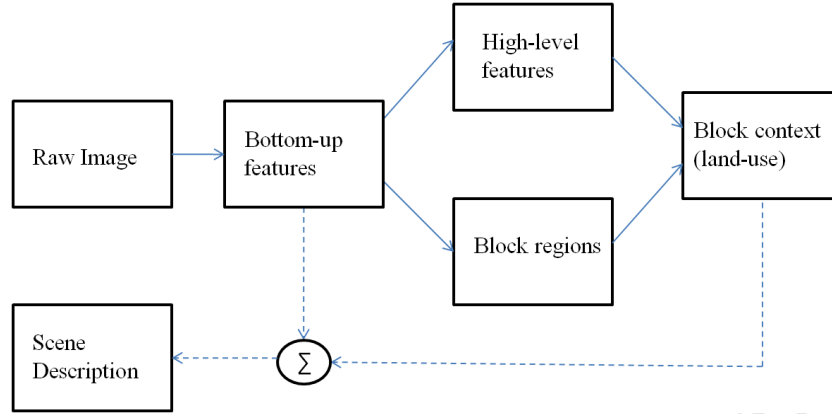 High-level
features
Raw Image
Bottom-up
features
Block context
(land-use)
Block regions
Scene
Description
Σ